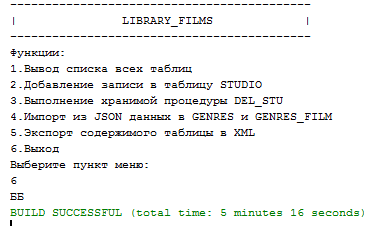 -------------------------------------------
|               LIBRARY_FILMS               |
-------------------------------------------
Функции:
1.Вывод списка всех таблиц
2.Добавление записи в таблицу STUDIO
3.Выполнение хранимой процедуры DEL_STU
4.Импорт из JSON данных в GENRES и GENRES_FILM
5.Экспорт содержимого таблицы в XML
6.Выход
Выберите пункт меню:
6
ББ
BUILD SUCCESSFUL (total time: 5 minutes 16 seconds)